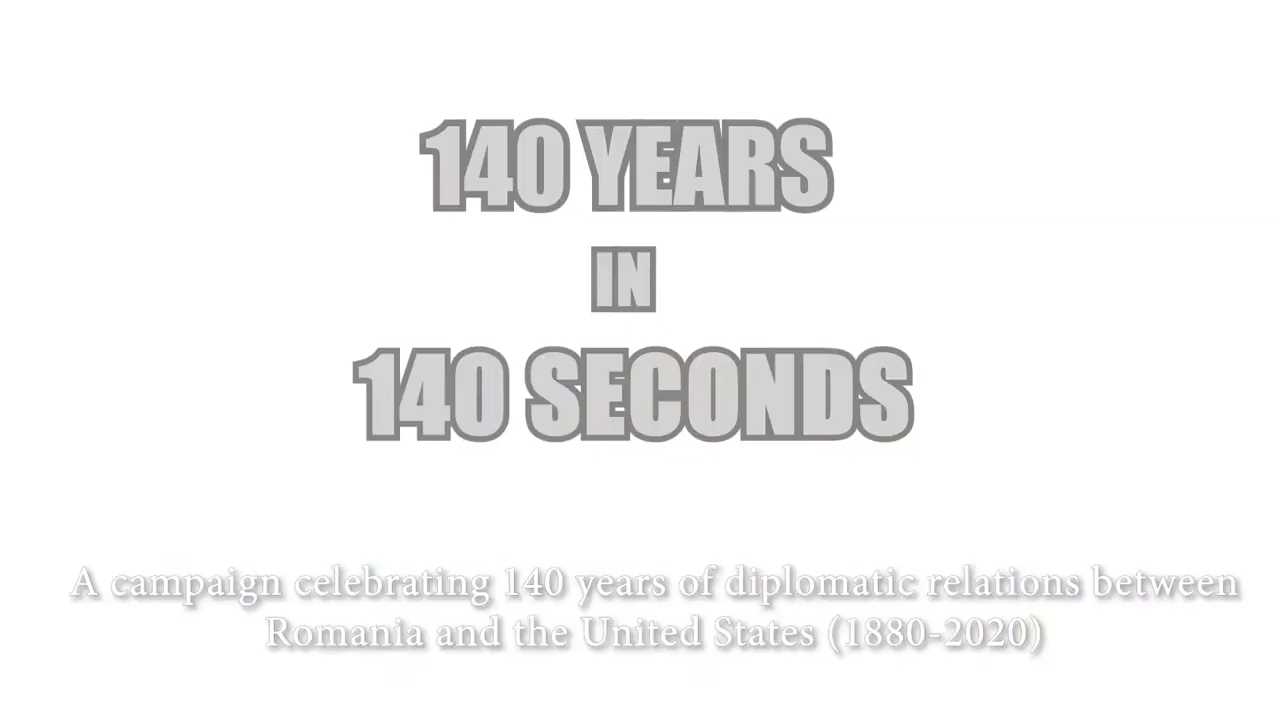 140 YEARS
IN
140 SECONDS
A campaign celebrating 140 years of diplomatic relations between
Romania and the United States (1880-2020)